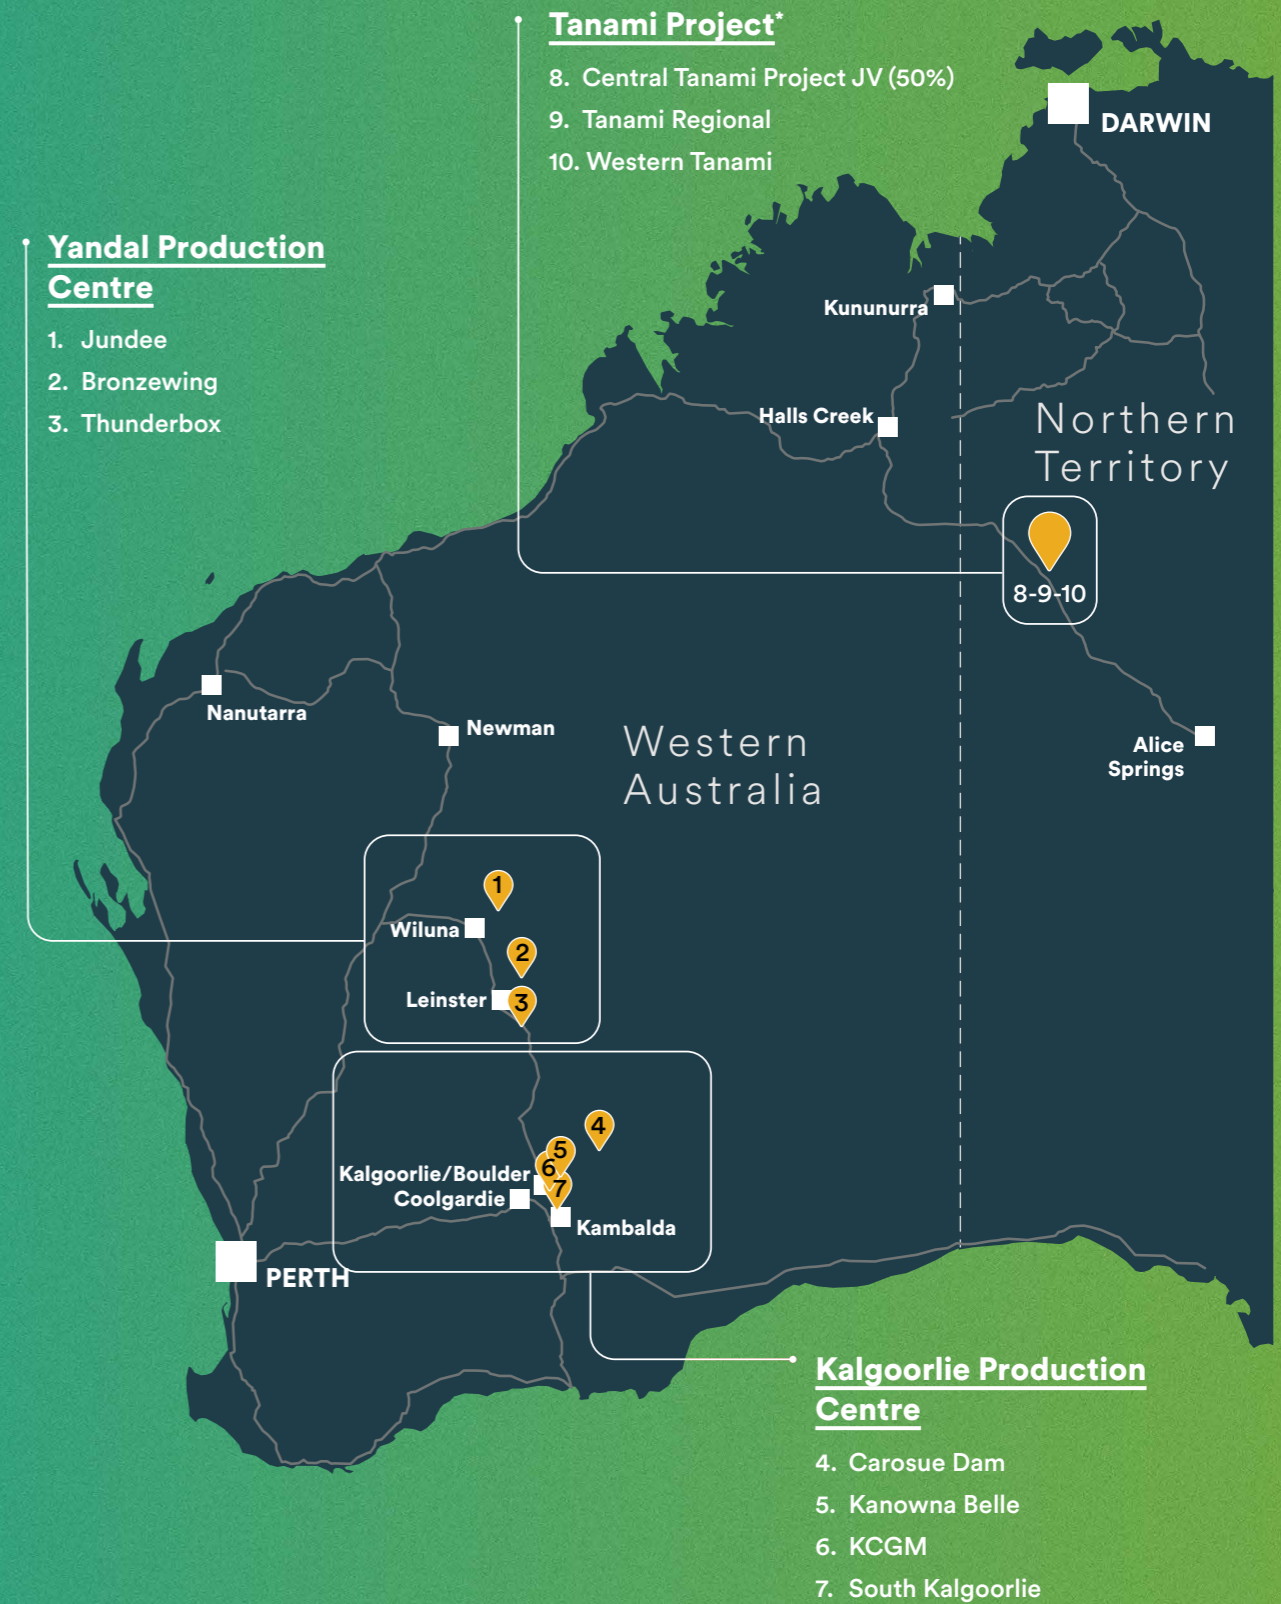 Tanami Project*
8. Central Tanami Project JV (50%)
9. Tanami Regional
10. Western Tanami
DARWIN
Yandal Production
Centre
1. Jundee
2. Bronzewing
3. Thunderbox
Kununurra
Halls Creek
Northern
Territory
8-9-10
Nanutarra
Newman
Western
Australia
Alice
Springs
1
Wiluna
2
Leinster
3
4
5
6
Kalgoorlie/Boulder
7
Coolgardie
Kambalda
PERTH
Kalgoorlie Production
Centre
4. Carosue Dam
5. Kanowna Belle
6. KCGM
7. South Kalgoorlie